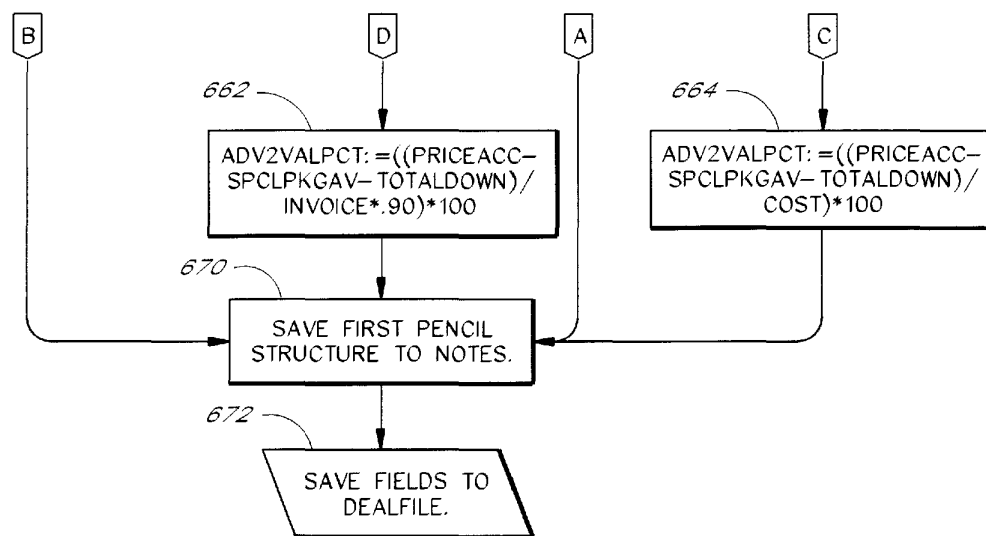 B
D
A
C
662
664
ADV2VALPCT:=((PRICEACC–
SPCLPKGAV–TOTALDOWN)/
INVOICE*.90)*100
ADV2VALPCT:=((PRICEACC–
SPCLPKGAV–TOTALDOWN)/
COST)*100
670
SAVE FIRST PENCIL
STRUCTURE TO NOTES.
672
SAVE FIELDS TO
DEALFILE.